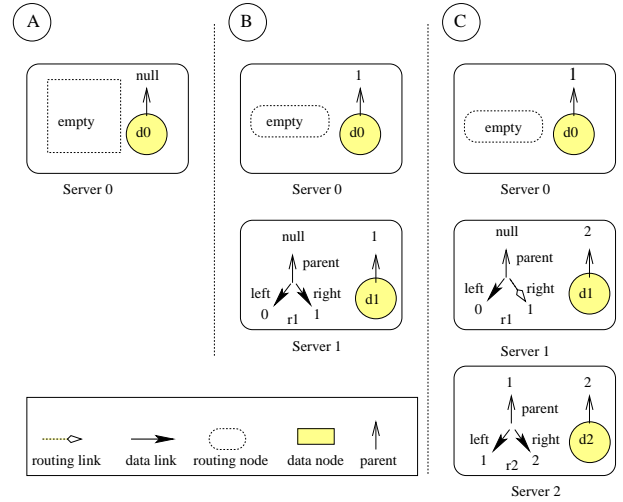 A
null
empty
d0
Server 0
B
1
empty
d0
Server 0
null
1
parent
left
right
0
r1
1
d1
Server 1
C
1
empty
d0
Server 0
null
2
parent
left
right
0
r1
1
d1
Server 1
1
2
parent
left
right
1
r2
2
d2
Server 2
routing link
data link
routing node
data node
parent